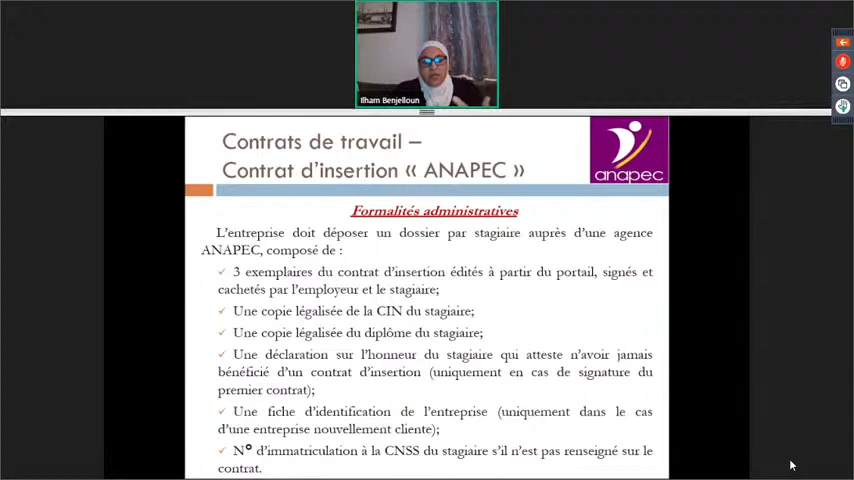 Ilham Benjelloun
Contrats de travail –
Contrat d'insertion « ANAPEC »
anapec
Formalités administratives
L'entreprise doit déposer un dossier par stagiaire auprès d'une agence
ANAPEC, composé de :
✓ 3 exemplaires du contrat d'insertion édités à partir du portail, signés et
cachetés par l'employeur et le stagiaire;
✓ Une copie légalisée de la CIN du stagiaire;
✓ Une copie légalisée du diplôme du stagiaire;
✓ Une déclaration sur l'honneur du stagiaire qui atteste n'avoir jamais
bénéficié d'un contrat d'insertion (uniquement en cas de signature du
premier contrat);
✓ Une fiche d'identification de l'entreprise (uniquement dans le cas
d'une entreprise nouvellement cliente);
✓ N° d'immatriculation à la CNSS du stagiaire s'il n'est pas renseigné sur le
contrat.